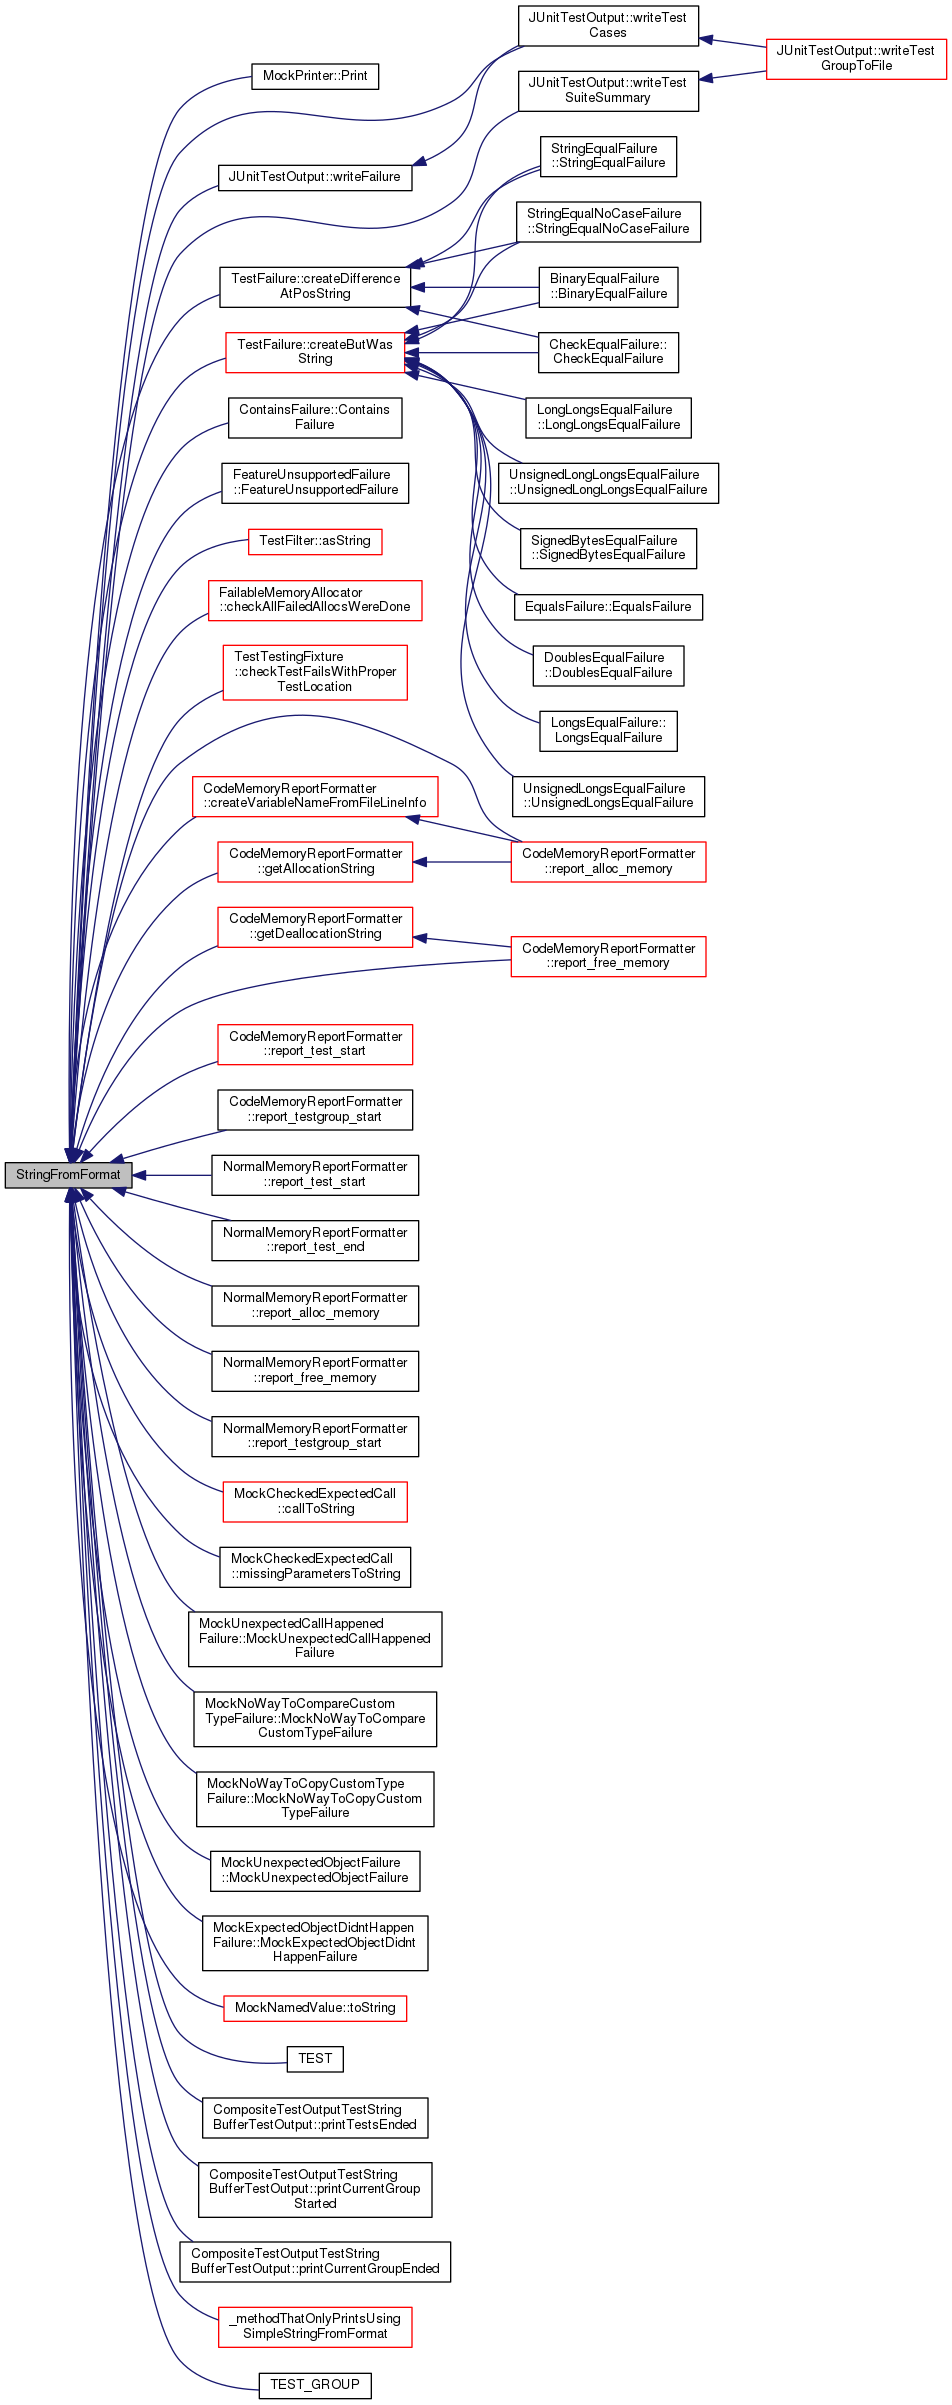 JUnitTestOutput::writeTest
Cases
JUnitTestOutput::writeTest
GroupToFile
MockPrinter::Print
JUnitTestOutput::writeTest
SuiteSummary
StringEqualFailure
::StringEqualFailure
JUnitTestOutput::writeFailure
StringEqualNoCaseFailure
::StringEqualNoCaseFailure
TestFailure::createDifference
AtPosString
BinaryEqualFailure
::BinaryEqualFailure
TestFailure::createButWas
String
CheckEqualFailure::
CheckEqualFailure
ContainsFailure::Contains
Failure
LongLongsEqualFailure
::LongLongsEqualFailure
FeatureUnsupportedFailure
::FeatureUnsupportedFailure
UnsignedLongLongsEqualFailure
::UnsignedLongLongsEqualFailure
TestFilter::asString
SignedBytesEqualFailure
::SignedBytesEqualFailure
FailableMemoryAllocator
::checkAllFailedAllocsWereDone
EqualsFailure::EqualsFailure
TestTestingFixture
::checkTestFailsWithProper
TestLocation
DoublesEqualFailure
::DoublesEqualFailure
LongsEqualFailure::
LongsEqualFailure
CodeMemoryReportFormatter
::createVariableNameFromFileLineInfo
UnsignedLongsEqualFailure
::UnsignedLongsEqualFailure
CodeMemoryReportFormatter
::getAllocationString
CodeMemoryReportFormatter
::report_alloc_memory
CodeMemoryReportFormatter
::getDeallocationString
CodeMemoryReportFormatter
::report_free_memory
CodeMemoryReportFormatter
::report_test_start
CodeMemoryReportFormatter
::report_testgroup_start
StringFromFormat
NormalMemoryReportFormatter
::report_test_start
NormalMemoryReportFormatter
::report_test_end
NormalMemoryReportFormatter
::report_alloc_memory
NormalMemoryReportFormatter
::report_free_memory
NormalMemoryReportFormatter
::report_testgroup_start
MockCheckedExpectedCall
::callToString
MockCheckedExpectedCall
::missingParametersToString
MockUnexpectedCallHappened
Failure::MockUnexpectedCallHappened
Failure
MockNoWayToCompareCustom
TypeFailure::MockNoWayToCompare
CustomTypeFailure
MockNoWayToCopyCustomType
Failure::MockNoWayToCopyCustom
TypeFailure
MockUnexpectedObjectFailure
::MockUnexpectedObjectFailure
MockExpectedObjectDidntHappen
Failure::MockExpectedObjectDidnt
HappenFailure
MockNamedValue::toString
TEST
CompositeTestOutputTestString
BufferTestOutput::printTestsEnded
CompositeTestOutputTestString
BufferTestOutput::printCurrentGroup
Started
CompositeTestOutputTestString
BufferTestOutput::printCurrentGroupEnded
_methodThatOnlyPrintsUsing
SimpleStringFromFormat
TEST_GROUP